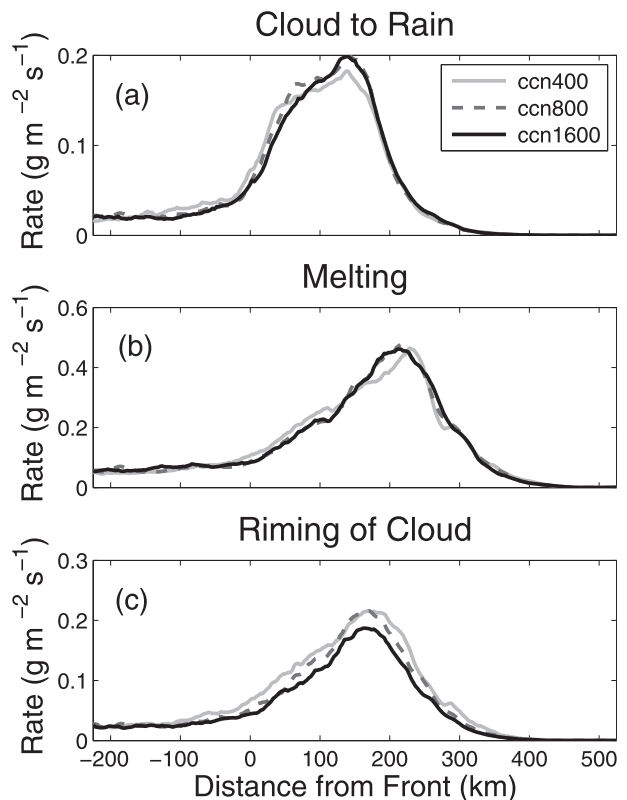 Cloud to Rain
(a)
ccn400
ccn800
ccn1600
0.2
0.1
0
Rate (g m⁻² s⁻¹)
Melting
(b)
0.6
0.4
0.2
0
Rate (g m⁻² s⁻¹)
Riming of Cloud
(c)
0.3
0.2
0.1
0
Rate (g m⁻² s⁻¹)
−200 −100 0 100 200 300 400 500
Distance from Front (km)